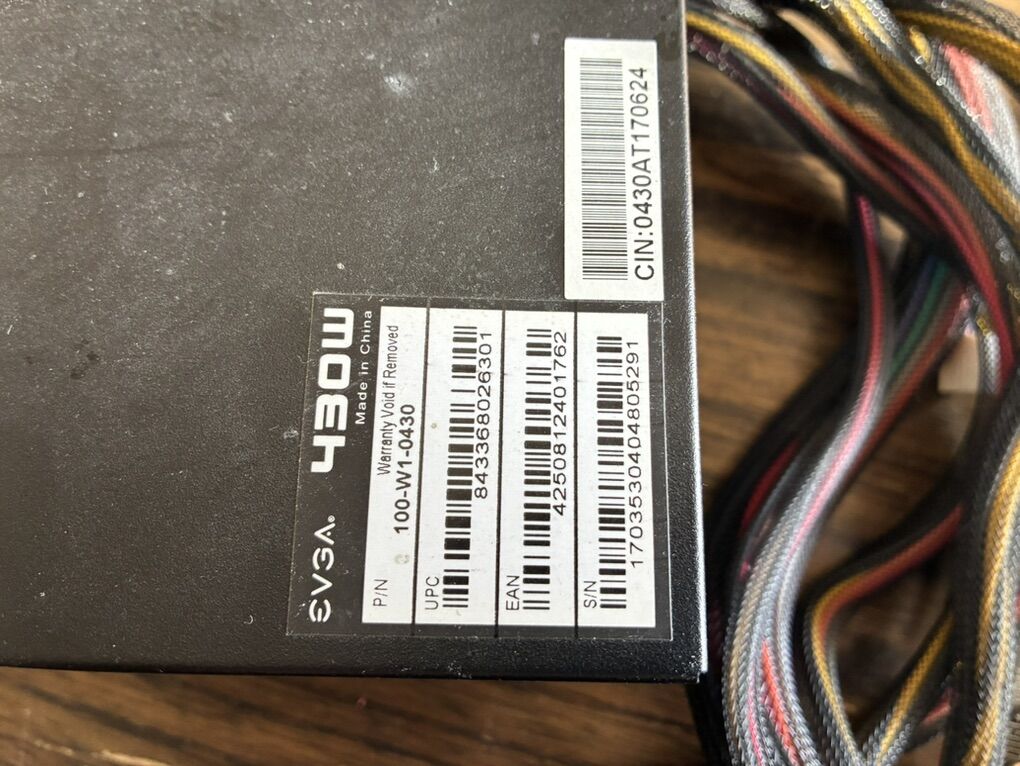 CIN:0430AT170624
EVGA. 430W
Made in China
P/N Warranty Void if Removed
100-W1-0430
UPC
843368026301
EAN
4250812401762
S/N
1703530404805291